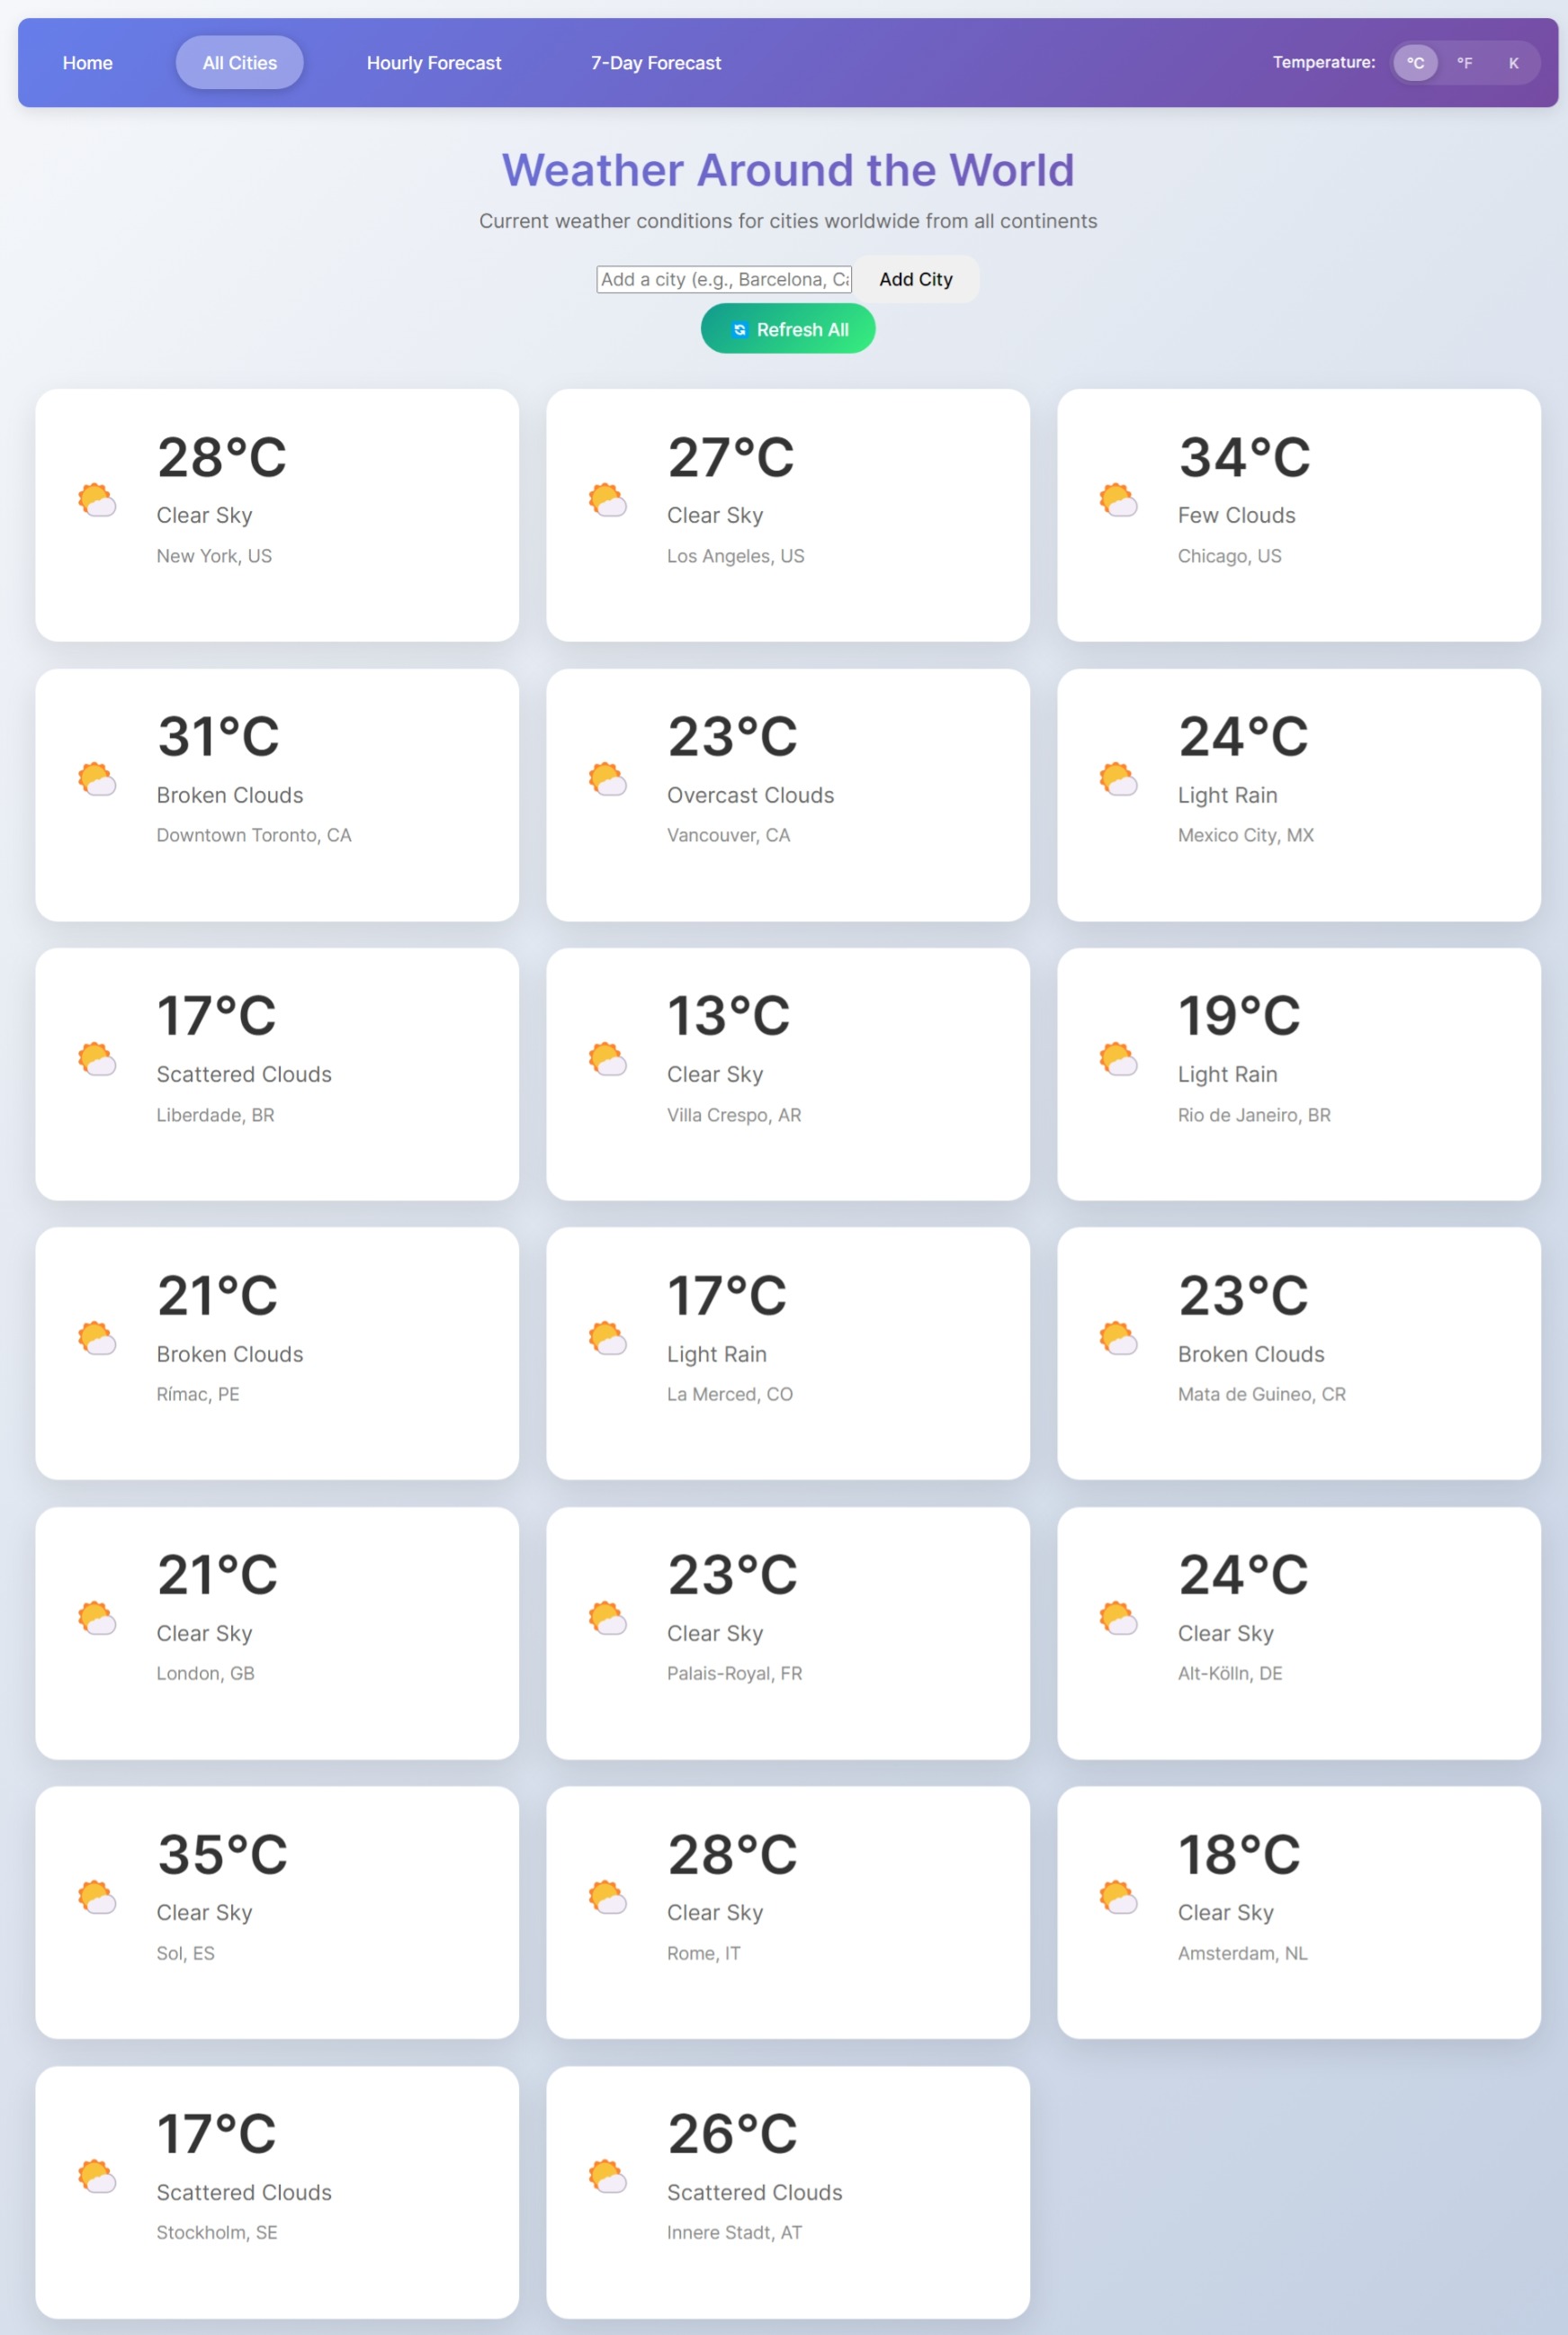 Home All Cities Hourly Forecast 7-Day Forecast Temperature: °C °F K
Weather Around the World
Current weather conditions for cities worldwide from all continents
Add a city (e.g., Barcelona, Ca Add City
Refresh All
28°C
Clear Sky
New York, US
27°C
Clear Sky
Los Angeles, US
34°C
Few Clouds
Chicago, US
31°C
Broken Clouds
Downtown Toronto, CA
23°C
Overcast Clouds
Vancouver, CA
24°C
Light Rain
Mexico City, MX
17°C
Scattered Clouds
Liberdade, BR
13°C
Clear Sky
Villa Crespo, AR
19°C
Light Rain
Rio de Janeiro, BR
21°C
Broken Clouds
Rímac, PE
17°C
Light Rain
La Merced, CO
23°C
Broken Clouds
Mata de Guineo, CR
21°C
Clear Sky
London, GB
23°C
Clear Sky
Palais-Royal, FR
24°C
Clear Sky
Alt-Kölln, DE
35°C
Clear Sky
Sol, ES
28°C
Clear Sky
Rome, IT
18°C
Clear Sky
Amsterdam, NL
17°C
Scattered Clouds
Stockholm, SE
26°C
Scattered Clouds
Innere Stadt, AT